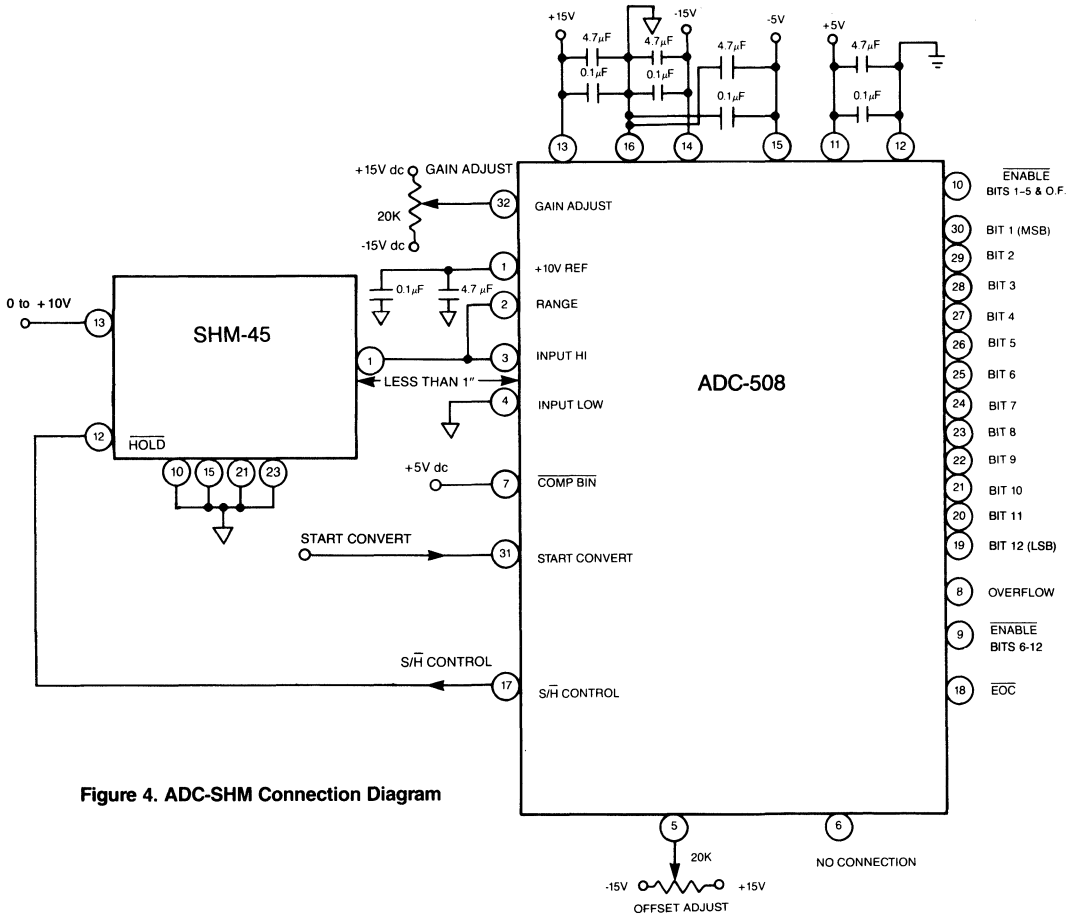 +15V
-15V
-5V
+5V
4.7µF
4.7µF
4.7µF
4.7µF
0.1µF
0.1µF
0.1µF
0.1µF
13
16
14
15
11
12
+15V dc
GAIN ADJUST
20K
-15V dc
32
GAIN ADJUST
10
ENABLE
BITS 1-5 & O.F.
30
BIT 1 (MSB)
29
BIT 2
28
BIT 3
27
BIT 4
26
BIT 5
25
BIT 6
24
BIT 7
23
BIT 8
22
BIT 9
21
BIT 10
20
BIT 11
19
BIT 12 (LSB)
8
OVERFLOW
9
ENABLE
BITS 6-12
18
EOC
1
+10V REF
0.1µF
4.7µF
2
RANGE
0 to +10V
13
SHM-45
1
3
INPUT HI
LESS THAN 1"
ADC-508
4
INPUT LOW
12
HOLD
10
15
21
23
+5V dc
7
COMP BIN
START CONVERT
31
START CONVERT
S/H CONTROL
17
S/H CONTROL
Figure 4. ADC-SHM Connection Diagram
5
6
20K
NO CONNECTION
-15V
+15V
OFFSET ADJUST